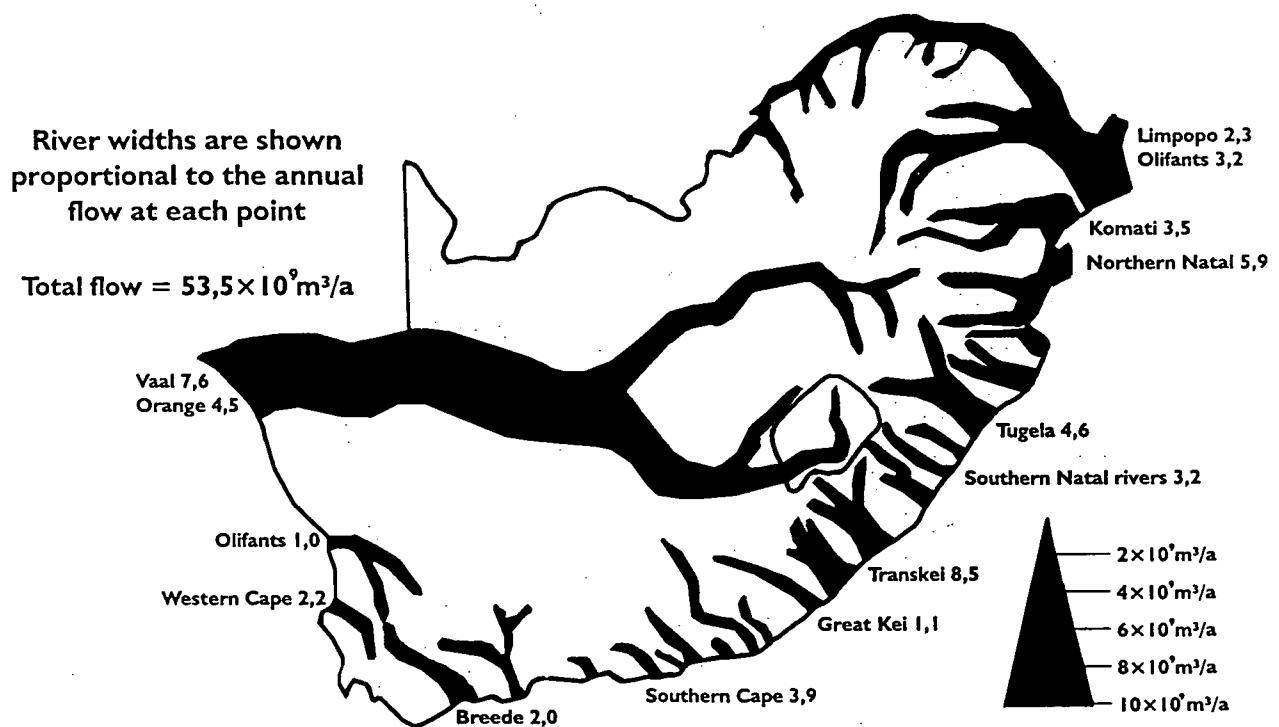 River widths are shown
proportional to the annual
flow at each point
Total flow = 53,5×10⁹m³/a
Limpopo 2,3
Olifants 3,2
Komati 3,5
Northern Natal 5,9
Vaal 7,6
Orange 4,5
Tugela 4,6
Southern Natal rivers 3,2
Olifants 1,0
Western Cape 2,2
Transkei 8,5
Great Kei 1,1
Southern Cape 3,9
Breede 2,0
2×10⁹m³/a
4×10⁹m³/a
6×10⁹m³/a
8×10⁹m³/a
10×10⁹m³/a